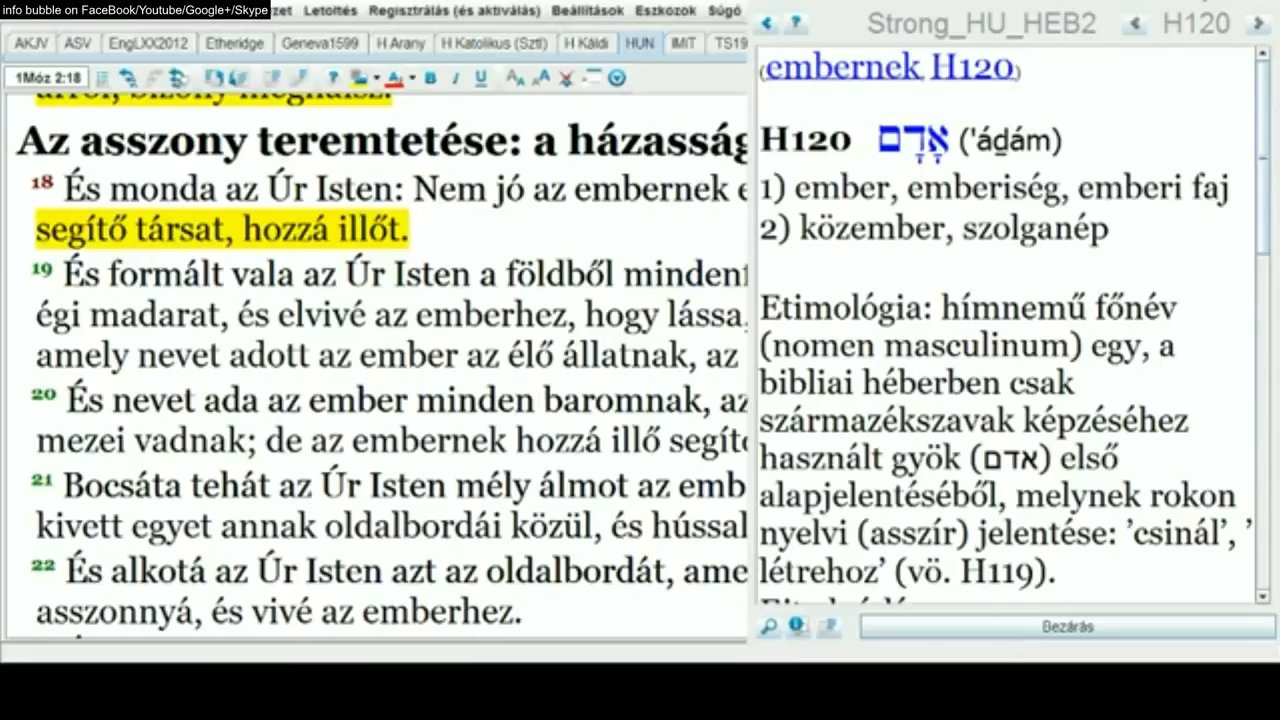 info bubble on FaceBook/Youtube/Google+/Skype
Letöltés Regisztrálás (és aktiválás) Beállítások Eszközök Súgó
AKJV ASV EngLXX2012 Etheridge Geneva1599 H Arany H Katolikus (SztI) H Káldi HUN IMIT TS19
1Móz 2:18
Az asszony teremtetése: a házasság
18 És monda az Úr Isten: Nem jó az embernek e
segítő társat, hozzá illőt.
19 És formált vala az Úr Isten a földből minden
égi madarat, és elvivé az emberhez, hogy lássa,
amely nevet adott az ember az élő állatnak, az
20 És nevet ada az ember minden baromnak, az
mezei vadnak; de az embernek hozzá illő segít
21 Bocsáta tehát az Úr Isten mély álmot az emb
kivett egyet annak oldalbordái közül, és hússal
22 És alkotá az Úr Isten azt az oldalbordát, ame
asszonnyá, és vivé az emberhez.
Strong_HU_HEB2 H120
(embernek H120)
H120 אָדָם ('áḏám)
1) ember, emberiség, emberi faj
2) közember, szolganép
Etimológia: hímnemű főnév
(nomen masculinum) egy, a
bibliai héberben csak
származékszavak képzéséhez
használt gyök (אדם) első
alapjelentéséből, melynek rokon
nyelvi (asszír) jelentése: ’csinál’, ’
létrehoz’ (vö. H119).
Bezárás